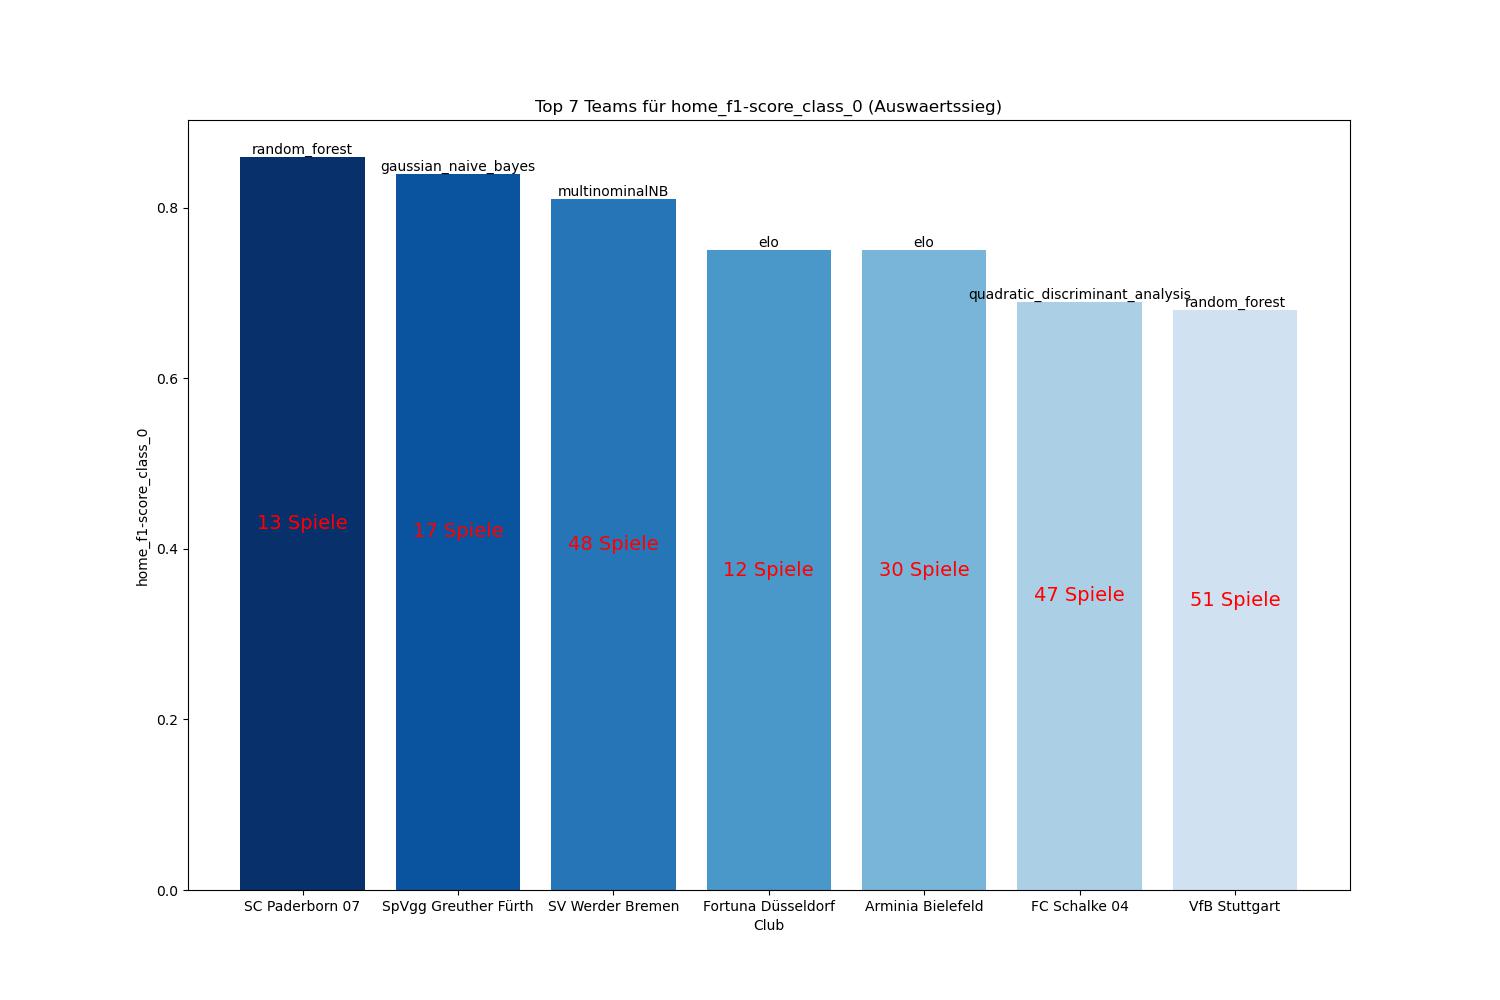 Top 7 Teams für home_f1-score_class_0 (Auswaertssieg)
random_forest
gaussian_naive_bayes
multinominalNB
elo
elo
quadratic_discriminant_analysis
random_forest
0.8
0.6
0.4
0.2
0.0
home_f1-score_class_0
13 Spiele
17 Spiele
48 Spiele
12 Spiele
30 Spiele
47 Spiele
51 Spiele
SC Paderborn 07
SpVgg Greuther Fürth
SV Werder Bremen
Fortuna Düsseldorf
Arminia Bielefeld
FC Schalke 04
VfB Stuttgart
Club